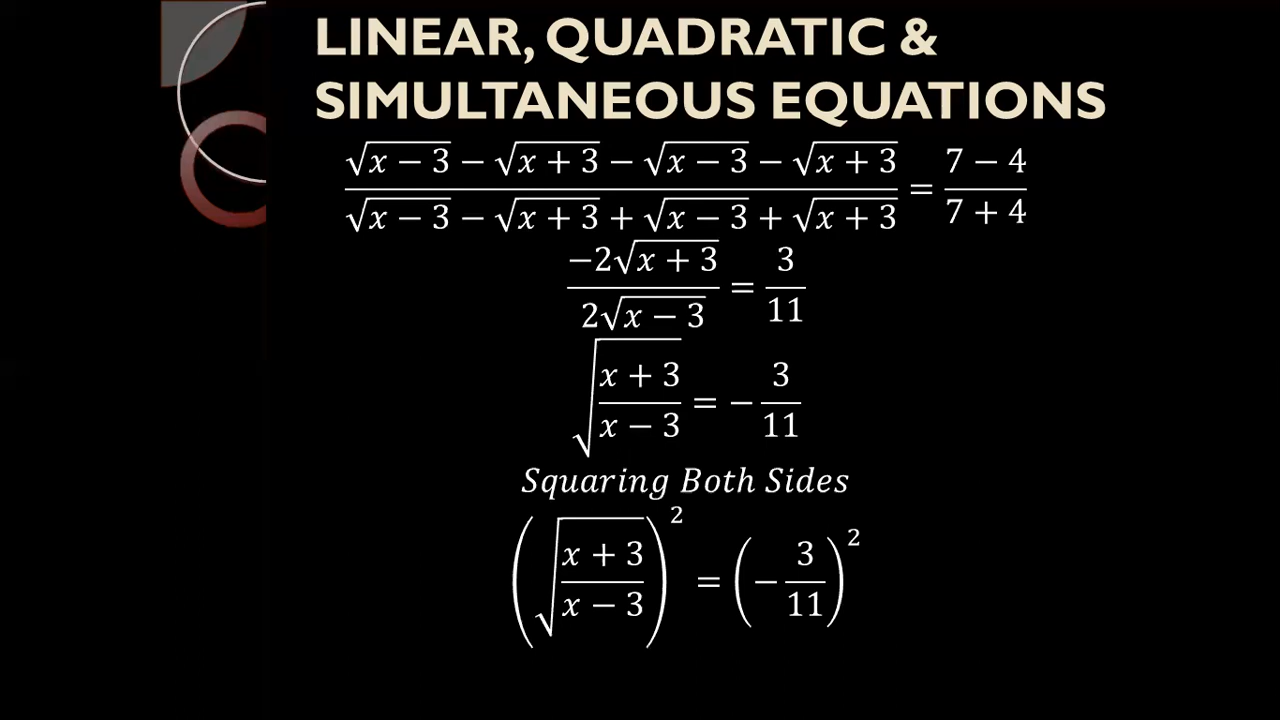 LINEAR, QUADRATIC &
SIMULTANEOUS EQUATIONS
(√(x − 3) − √(x + 3) − √(x − 3) − √(x + 3)) / (√(x − 3) − √(x + 3) + √(x − 3) + √(x + 3)) = (7 − 4) / (7 + 4)
(−2√(x + 3)) / (2√(x − 3)) = 3 / 11
√((x + 3) / (x − 3)) = − 3 / 11
Squaring Both Sides
(√((x + 3) / (x − 3)))² = (− 3 / 11)²